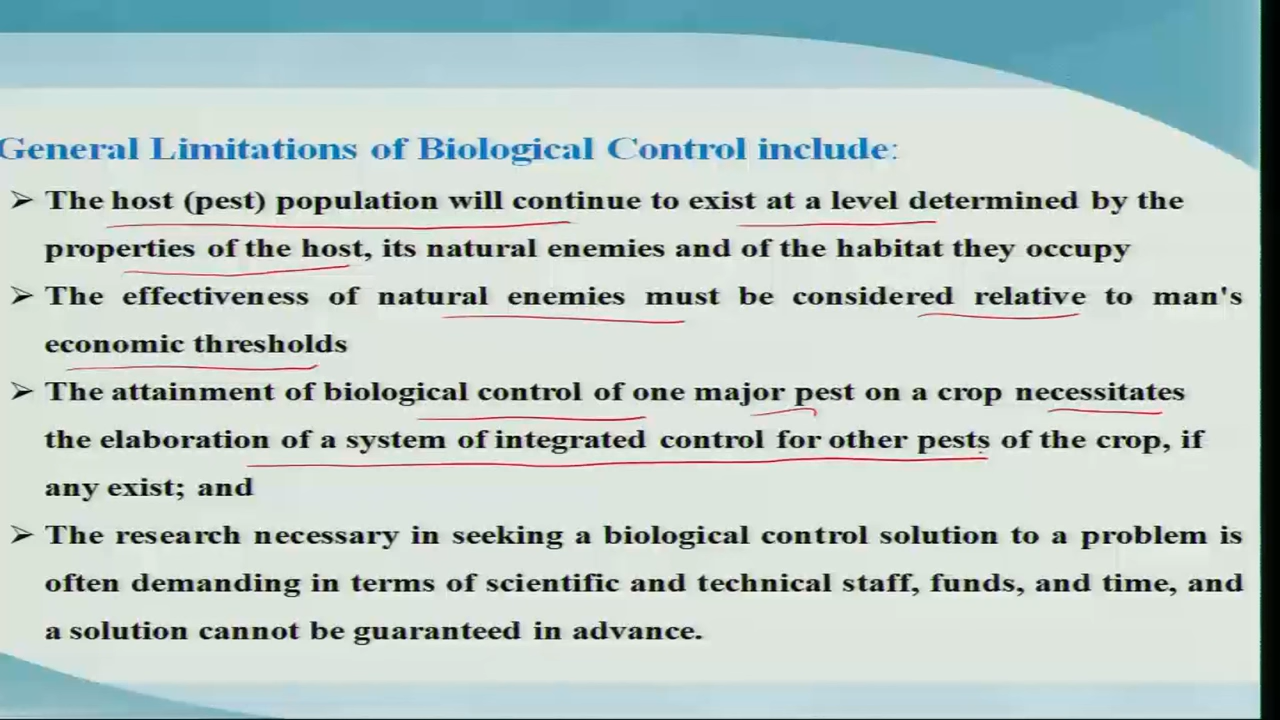 General Limitations of Biological Control include:
➢ The host (pest) population will continue to exist at a level determined by the
properties of the host, its natural enemies and of the habitat they occupy
➢ The effectiveness of natural enemies must be considered relative to man's
economic thresholds
➢ The attainment of biological control of one major pest on a crop necessitates
the elaboration of a system of integrated control for other pests of the crop, if
any exist; and
➢ The research necessary in seeking a biological control solution to a problem is
often demanding in terms of scientific and technical staff, funds, and time, and
a solution cannot be guaranteed in advance.